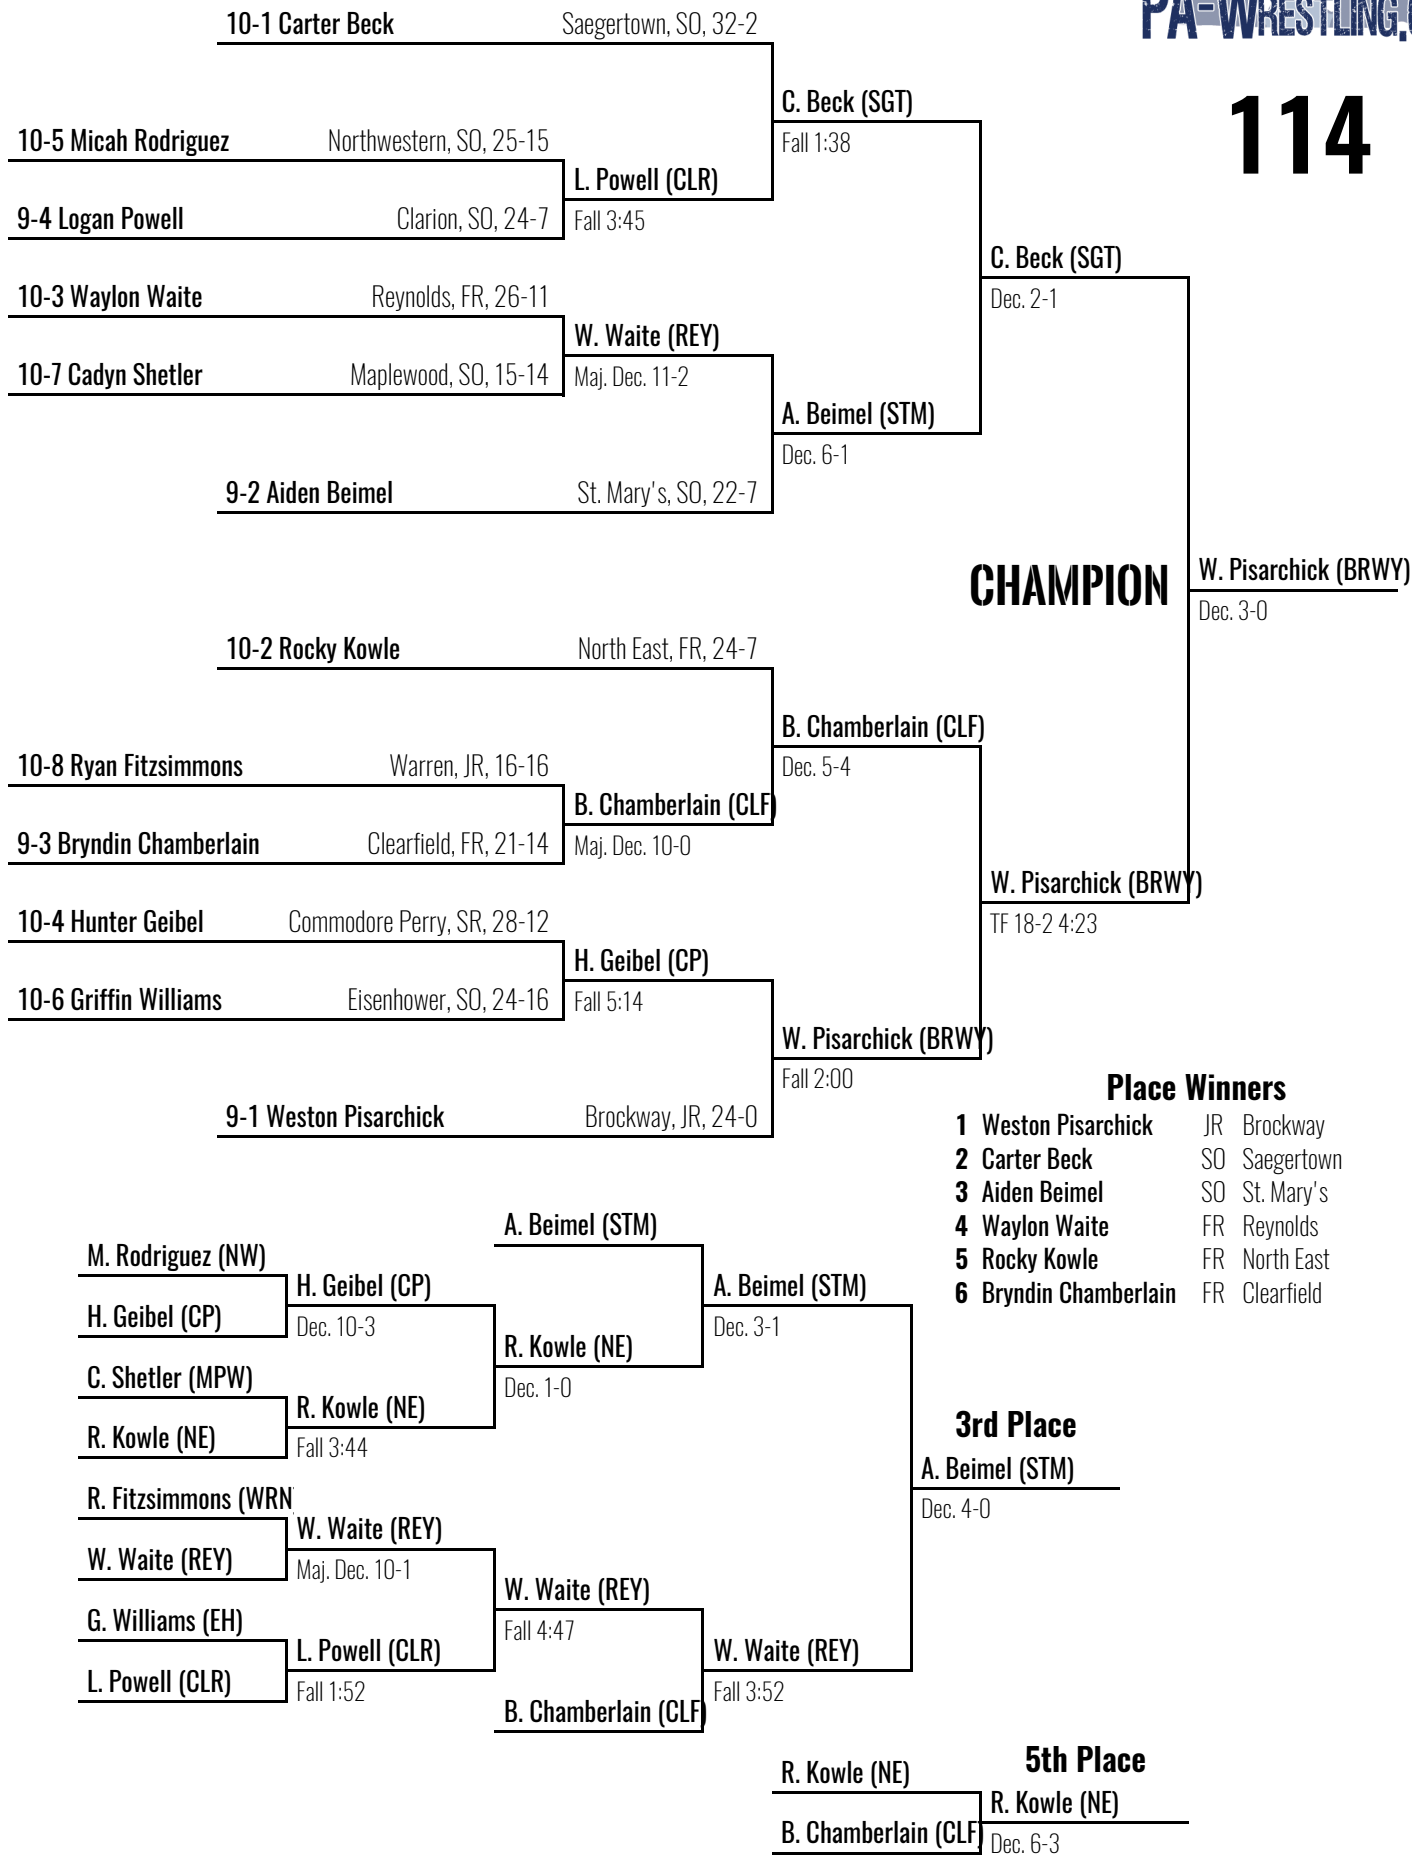 PA-WRESTLING
114
10-1 Carter Beck Saegertown, SO, 32-2
C. Beck (SGT)
Fall 1:38
10-5 Micah Rodriguez Northwestern, SO, 25-15
L. Powell (CLR)
Fall 3:45
9-4 Logan Powell Clarion, SO, 24-7
C. Beck (SGT)
Dec. 2-1
10-3 Waylon Waite Reynolds, FR, 26-11
W. Waite (REY)
Maj. Dec. 11-2
10-7 Cadyn Shetler Maplewood, SO, 15-14
A. Beimel (STM)
Dec. 6-1
9-2 Aiden Beimel St. Mary's, SO, 22-7
CHAMPION
W. Pisarchick (BRWY)
Dec. 3-0
10-2 Rocky Kowle North East, FR, 24-7
B. Chamberlain (CLF)
Dec. 5-4
10-8 Ryan Fitzsimmons Warren, JR, 16-16
B. Chamberlain (CLF)
Maj. Dec. 10-0
9-3 Bryndin Chamberlain Clearfield, FR, 21-14
W. Pisarchick (BRWY)
TF 18-2 4:23
10-4 Hunter Geibel Commodore Perry, SR, 28-12
H. Geibel (CP)
Fall 5:14
10-6 Griffin Williams Eisenhower, SO, 24-16
W. Pisarchick (BRWY)
Fall 2:00
9-1 Weston Pisarchick Brockway, JR, 24-0
Place Winners
1 Weston Pisarchick JR Brockway
2 Carter Beck SO Saegertown
3 Aiden Beimel SO St. Mary's
4 Waylon Waite FR Reynolds
5 Rocky Kowle FR North East
6 Bryndin Chamberlain FR Clearfield
A. Beimel (STM)
M. Rodriguez (NW)
H. Geibel (CP)
Dec. 10-3
H. Geibel (CP)
A. Beimel (STM)
Dec. 3-1
R. Kowle (NE)
Dec. 1-0
C. Shetler (MPW)
R. Kowle (NE)
Fall 3:44
R. Kowle (NE)
3rd Place
A. Beimel (STM)
Dec. 4-0
R. Fitzsimmons (WRN
W. Waite (REY)
Maj. Dec. 10-1
W. Waite (REY)
W. Waite (REY)
Fall 4:47
G. Williams (EH)
L. Powell (CLR)
Fall 1:52
L. Powell (CLR)
W. Waite (REY)
Fall 3:52
B. Chamberlain (CLF)
5th Place
R. Kowle (NE)
R. Kowle (NE)
Dec. 6-3
B. Chamberlain (CLF)